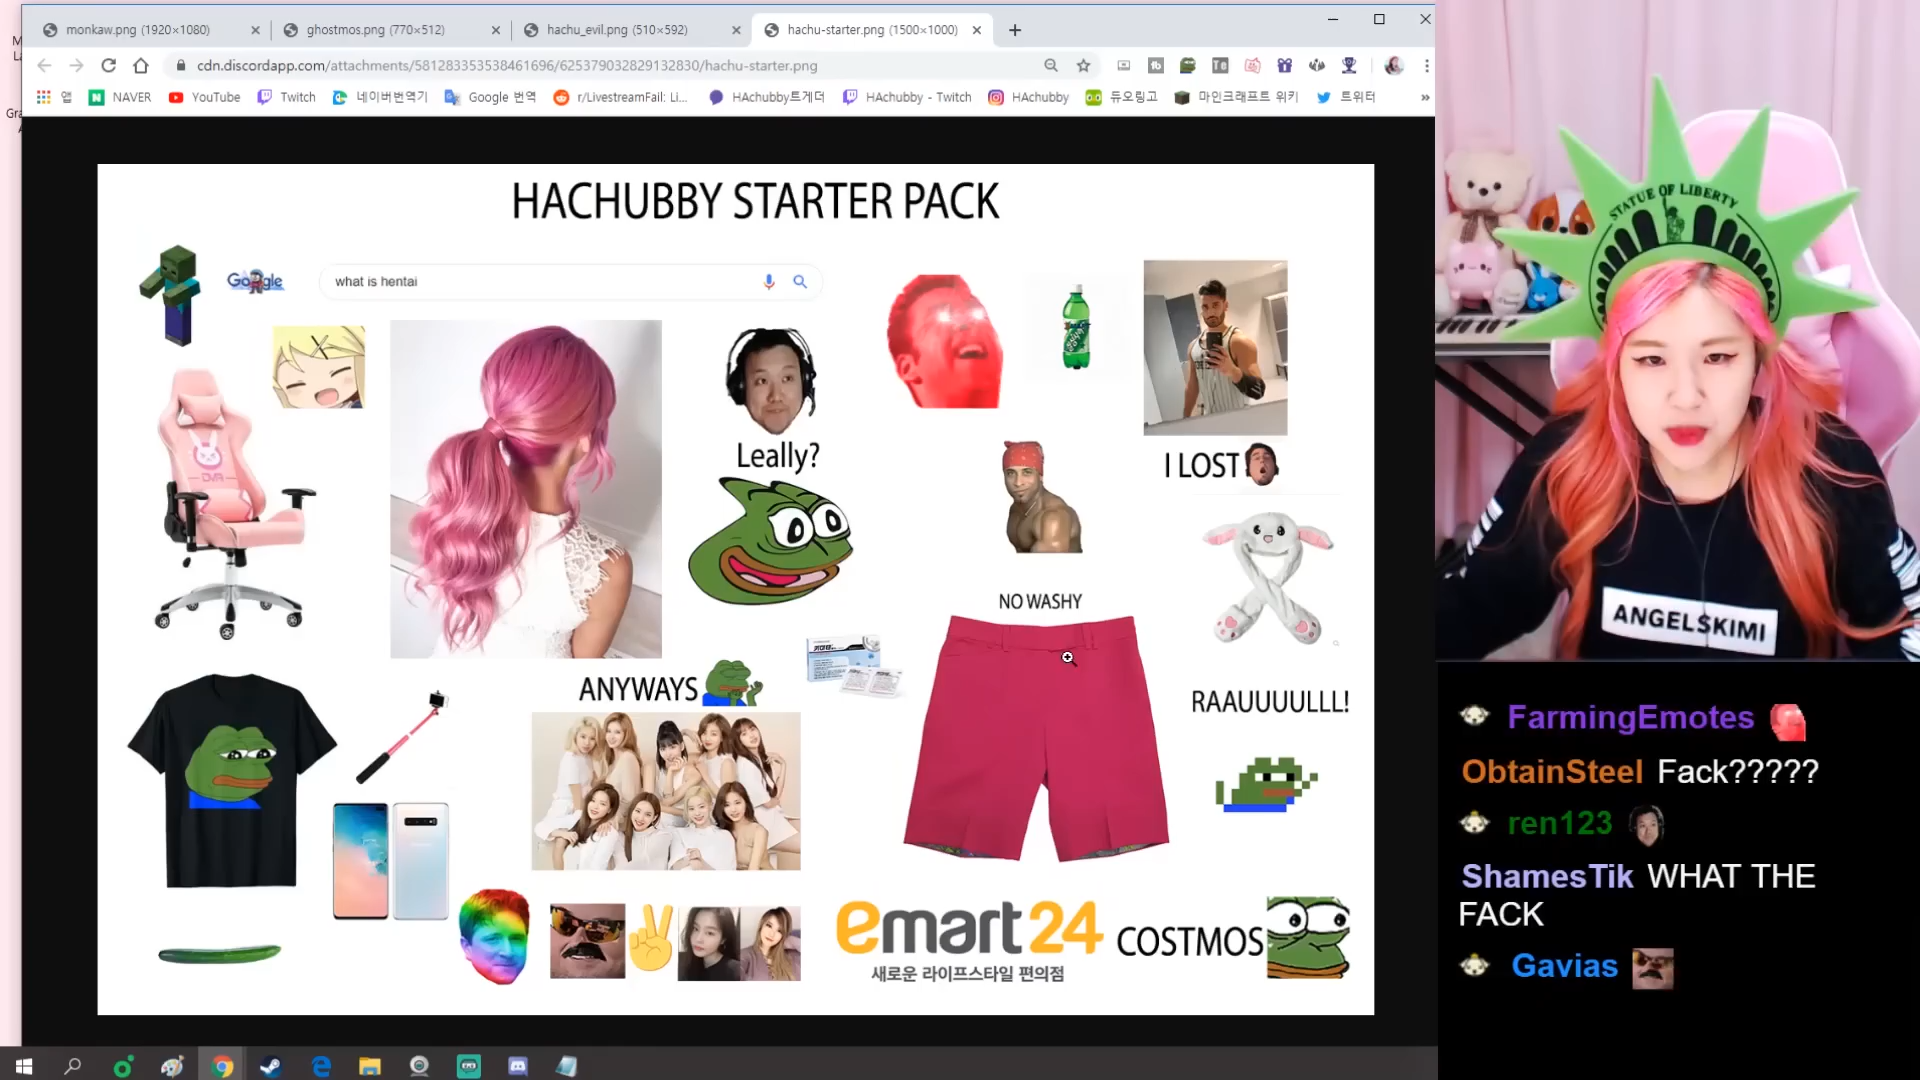 monkaw.png (1920×1080)
ghostmos.png (770×512)
hachu_evil.png (510×592)
hachu-starter.png (1500×1000)
cdn.discordapp.com/attachments/581283353538461696/625379032829132830/hachu-starter.png
앱
NAVER
YouTube
Twitch
네이버번역기
Google 번역
r/LivestreamFail: Li...
HAchubby트게더
HAchubby - Twitch
HAchubby
듀오링고
마인크래프트 위키
트위터
»
HACHUBBY STARTER PACK
Google
what is hentai
Leally?
I LOST
DVA
NO WASHY
ANYWAYS
RAAUUUULLL!
emart24
새로운 라이프스타일 편의점
COSTMOS
STATUE OF LIBERTY
ANGEL$KIMI
FarmingEmotes
ObtainSteel Fack?????
ren123
ShamesTik WHAT THE
FACK
Gavias